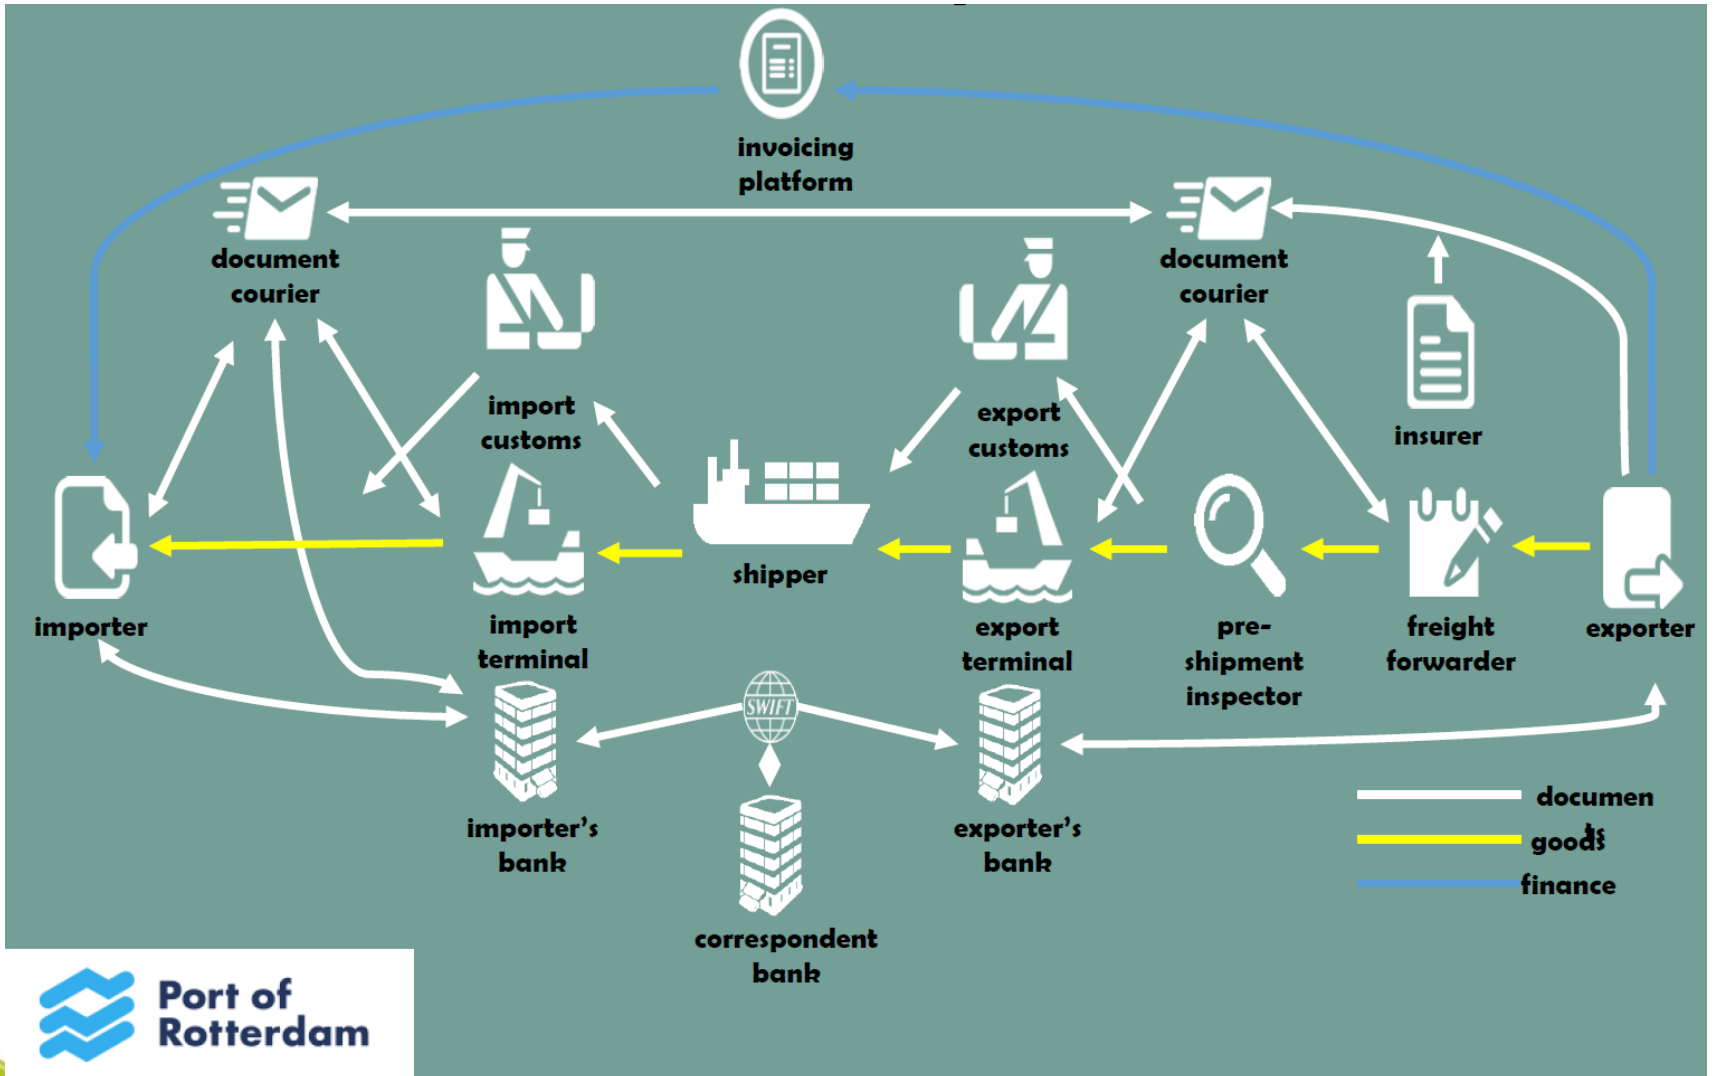 invoicing
platform
document
courier
document
courier
import
customs
export
customs
insurer
shipper
importer
import
terminal
export
terminal
pre-
shipment
inspector
freight
forwarder
exporter
SWIFT
importer's
bank
exporter's
bank
correspondent
bank
documen
ts
goods
finance
Port of
Rotterdam